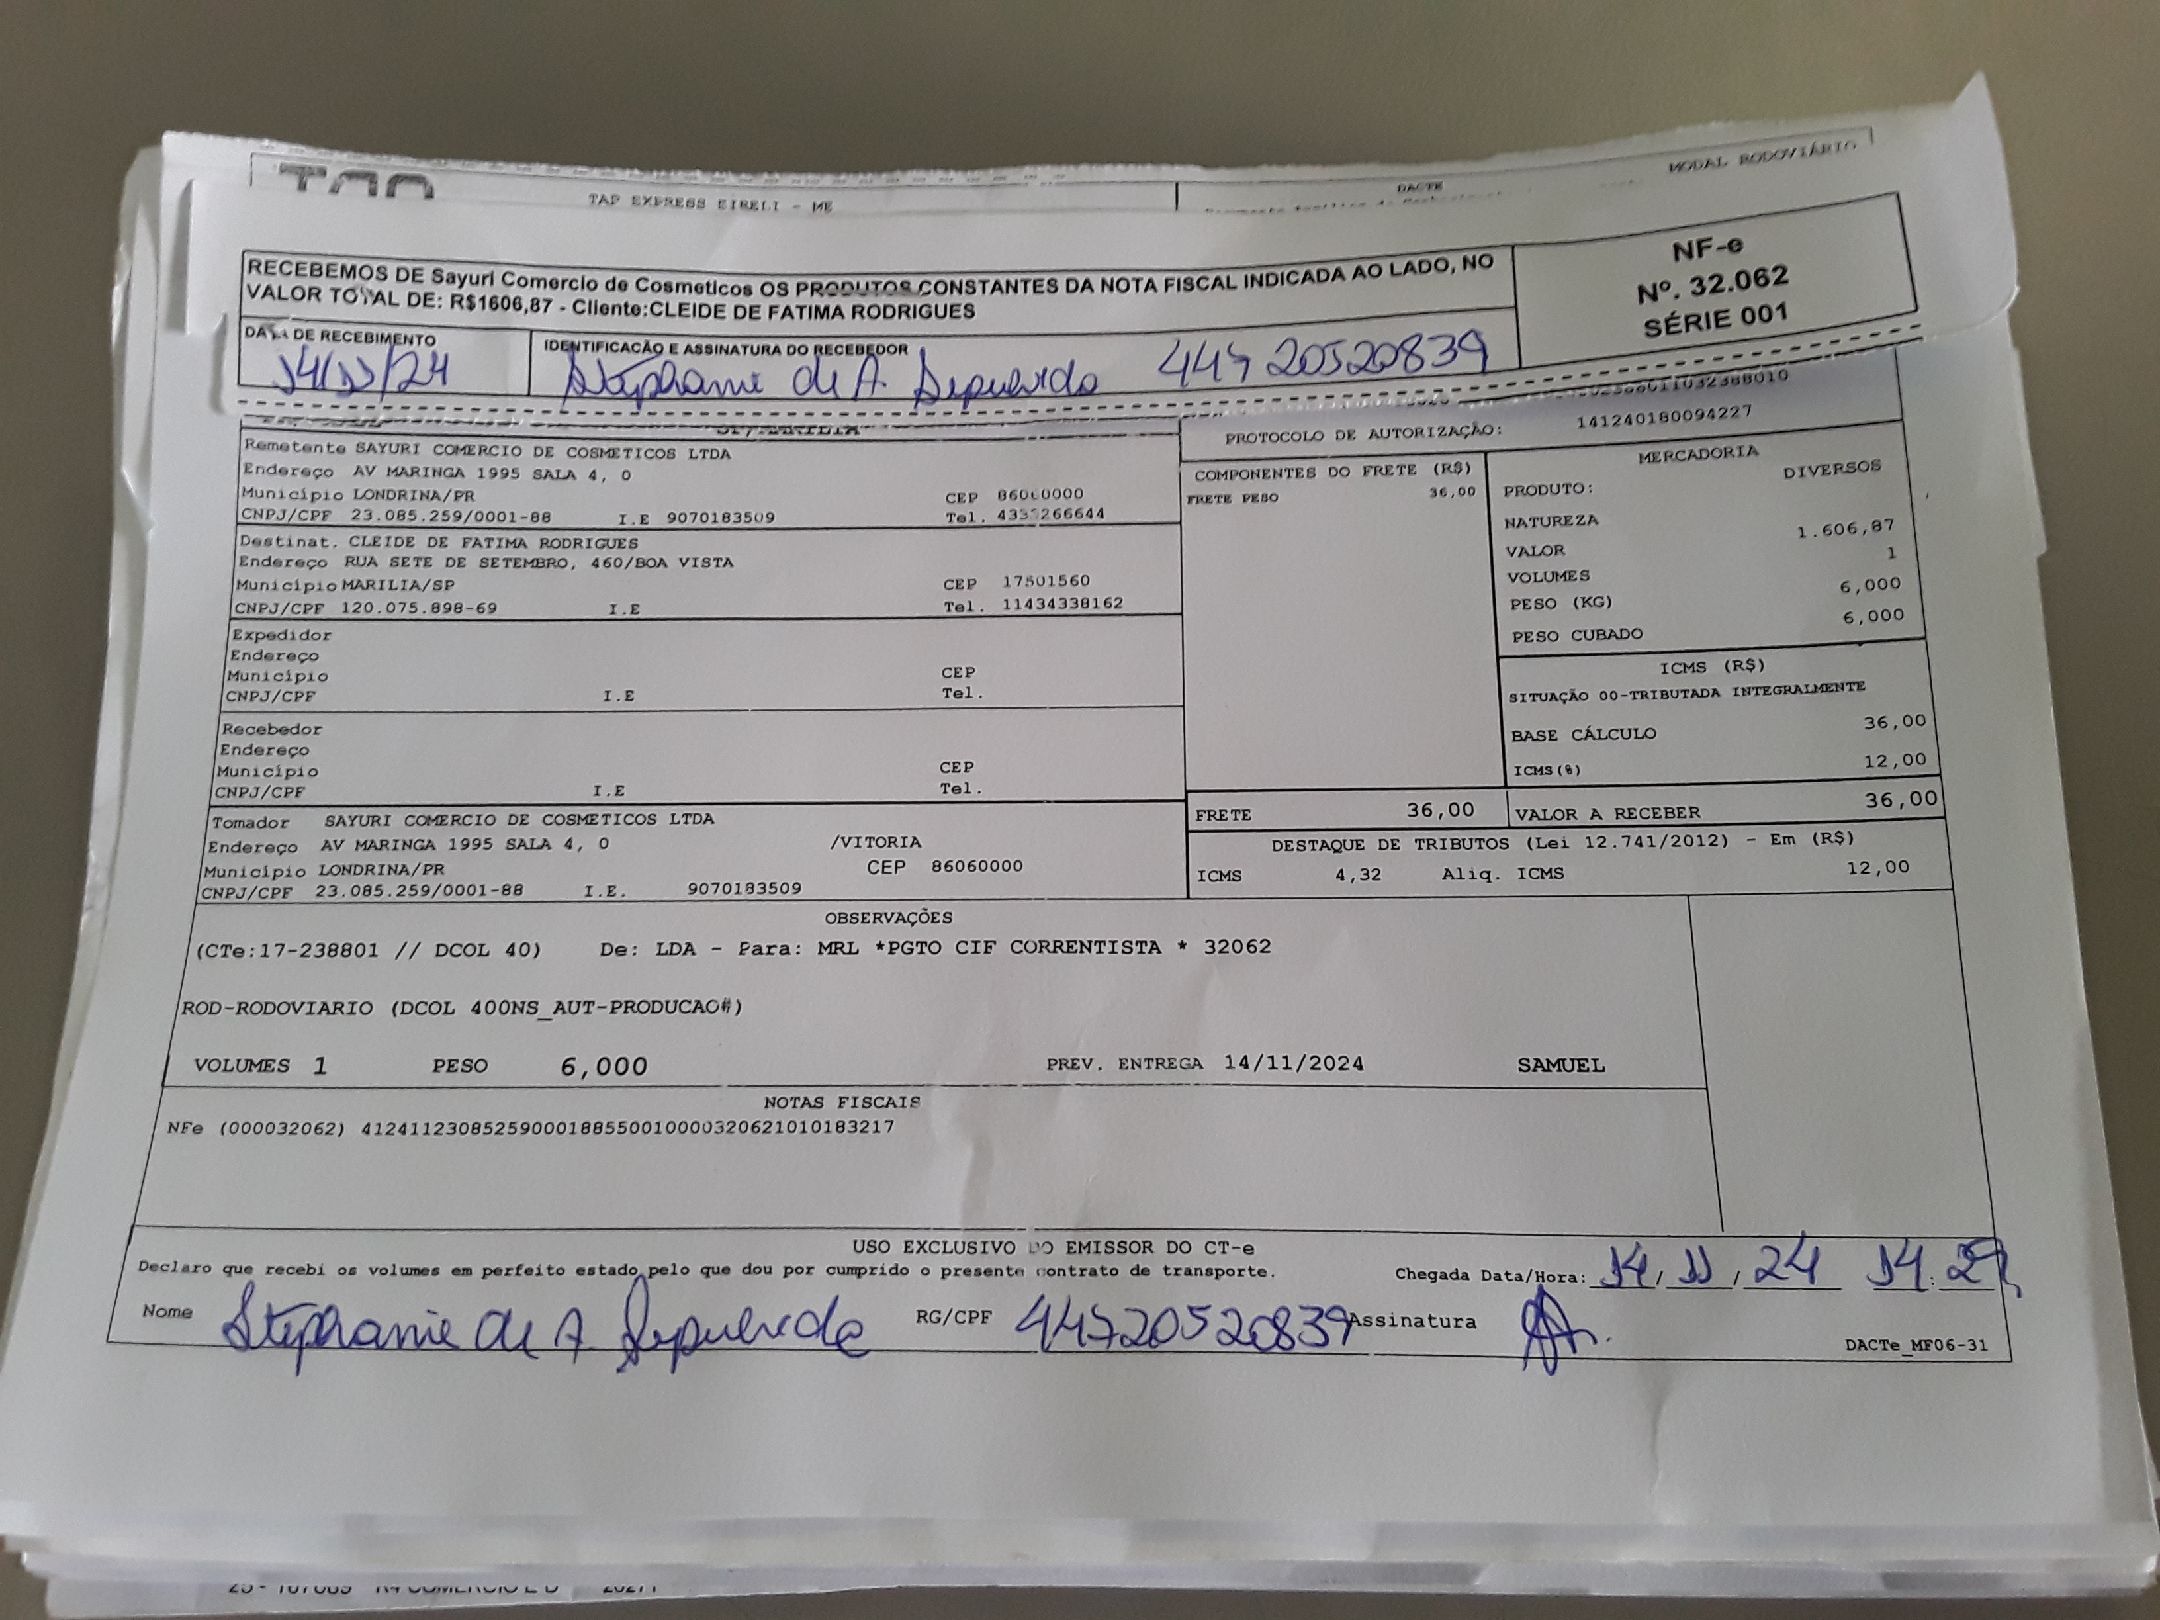 TAP EXPRESS EIRELI - ME
DACTE
MODAL RODOVIÁRIO
RECEBEMOS DE Sayuri Comercio de Cosmeticos OS PRODUTOS CONSTANTES DA NOTA FISCAL INDICADA AO LADO, NO
VALOR TOTAL DE: R$1606,87 - Cliente:CLEIDE DE FATIMA RODRIGUES
NF-e
Nº. 32.062
SÉRIE 001
DATA DE RECEBIMENTO
14/11/24
IDENTIFICAÇÃO E ASSINATURA DO RECEBEDOR
Stephanie de A. 44720520839
PROTOCOLO DE AUTORIZAÇÃO: 141240180094227
Remetente SAYURI COMERCIO DE COSMETICOS LTDA
Endereço AV MARINGA 1995 SALA 4, 0
Município LONDRINA/PR CEP 86060000
CNPJ/CPF 23.085.259/0001-88 I.E 9070183509 Tel.
Destinat. CLEIDE DE FATIMA RODRIGUES
Endereço RUA SETE DE SETEMBRO, 460/BOA VISTA
Município MARILIA/SP CEP 17501560
CNPJ/CPF 120.075.898-69 I.E Tel. 11434338162
Expedidor
Endereço
Município CEP
CNPJ/CPF I.E Tel.
Recebedor
Endereço
Município CEP
CNPJ/CPF I.E Tel.
Tomador SAYURI COMERCIO DE COSMETICOS LTDA
Endereço AV MARINGA 1995 SALA 4, 0 /VITORIA
Município LONDRINA/PR CEP 86060000
CNPJ/CPF 23.085.259/0001-88 I.E. 9070183509
COMPONENTES DO FRETE (R$)
FRETE PESO 36,00
MERCADORIA
PRODUTO: DIVERSOS
NATUREZA
VALOR 1.606,87
VOLUMES 1
PESO (KG) 6,000
PESO CUBADO 6,000
ICMS (R$)
SITUAÇÃO 00-TRIBUTADA INTEGRALMENTE
BASE CÁLCULO 36,00
ICMS(%) 12,00
FRETE 36,00 VALOR A RECEBER 36,00
DESTAQUE DE TRIBUTOS (Lei 12.741/2012) - Em (R$)
ICMS 4,32 Aliq. ICMS 12,00
OBSERVAÇÕES
(CTe:17-238801 // DCOL 40) De: LDA - Para: MRL *PGTO CIF CORRENTISTA * 32062
ROD-RODOVIARIO (DCOL 400NS_AUT-PRODUCAO#)
VOLUMES 1 PESO 6,000 PREV. ENTREGA 14/11/2024 SAMUEL
NOTAS FISCAIS
NFe (000032062) 41241123085259000188550010000320621010183217
USO EXCLUSIVO DO EMISSOR DO CT-e
Declaro que recebi os volumes em perfeito estado pelo que dou por cumprido o presente contrato de transporte.
Chegada Data/Hora: 14/11/24 14:29
Nome Stephanie de A RG/CPF 44720520839 Assinatura
DACTe_MF06-31